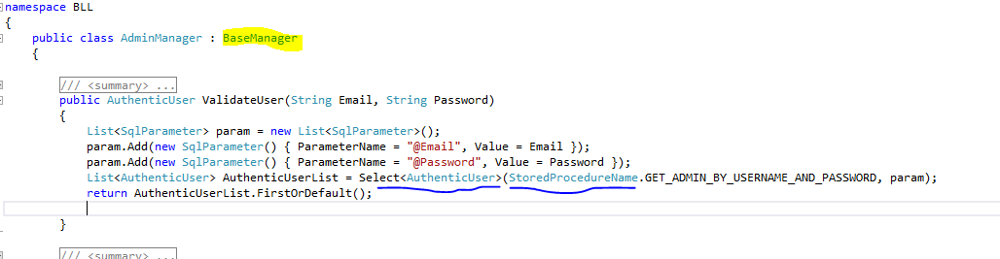 namespace BLL
{
public class AdminManager : BaseManager
{
/// <summary> ...
public AuthenticUser ValidateUser(String Email, String Password)
{
List<SqlParameter> param = new List<SqlParameter>();
param.Add(new SqlParameter() { ParameterName = "@Email", Value = Email });
param.Add(new SqlParameter() { ParameterName = "@Password", Value = Password });
List<AuthenticUser> AuthenticUserList = Select<AuthenticUser>(StoredProcedureName.GET_ADMIN_BY_USERNAME_AND_PASSWORD, param);
return AuthenticUserList.FirstOrDefault();
}
/// <summary> ...